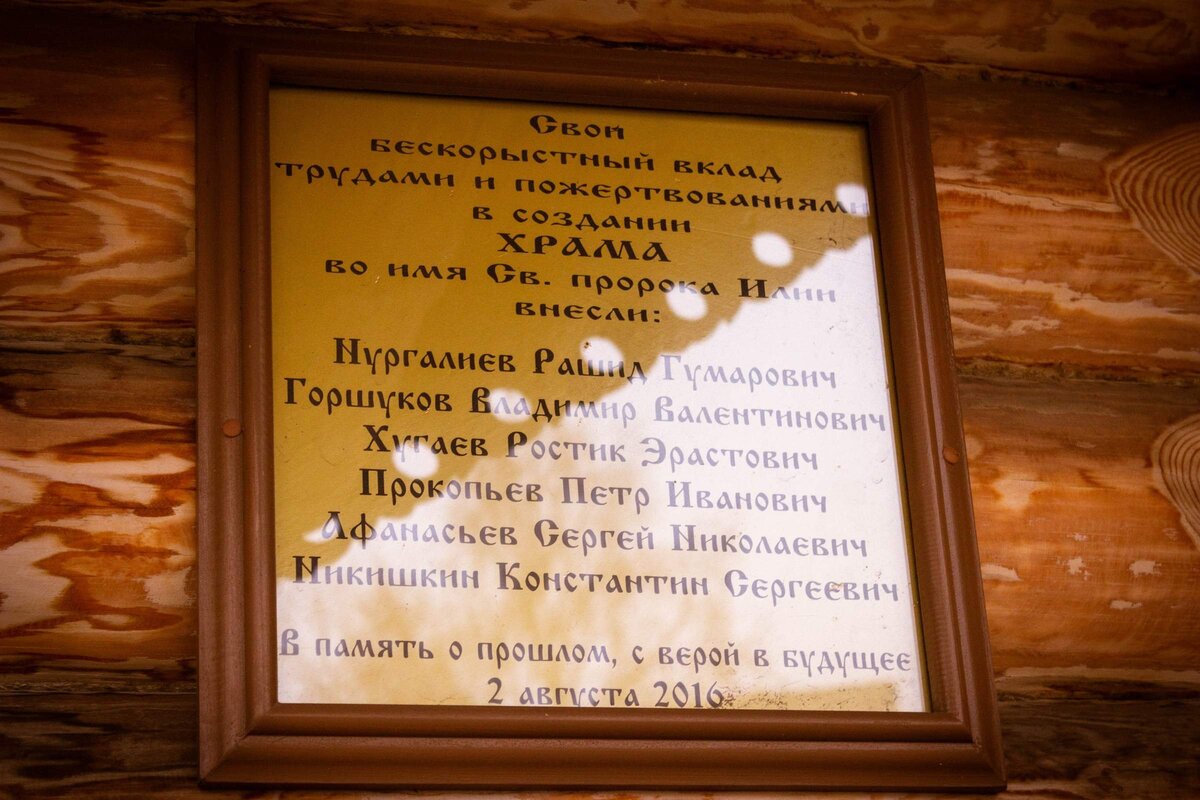 Свой
бескорыстный вклад
трудами и пожертвованиями
в создании
ХРАМА
во имя Св. пророка Илии
внесли:
Нургалиев Рашид Гумарович
Горшуков Владимир Валентинович
Хугаев Ростик Эрастович
Прокопьев Петр Иванович
Афанасьев Сергей Николаевич
Никишкин Константин Сергеевич
В память о прошлом, с верой в будущее
2 августа 2016